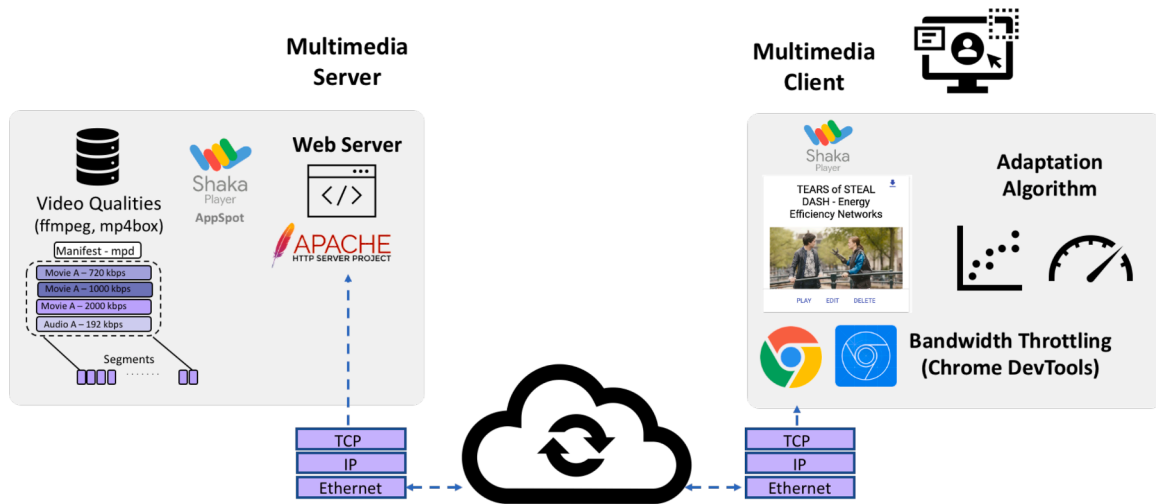 Multimedia
Server
Video Qualities
(ffmpeg, mp4box)
Manifest - mpd
Movie A – 720 kbps
Movie A – 1000 kbps
Movie A – 2000 kbps
Audio A – 192 kbps
Segments
Shaka
Player
AppSpot
Web Server
</>
APACHE
HTTP SERVER PROJECT
TCP
IP
Ethernet
Multimedia
Client
Shaka
Player
TEARS of STEAL
DASH - Energy
Efficiency Networks
PLAY EDIT DELETE
Adaptation
Algorithm
Bandwidth Throttling
(Chrome DevTools)
TCP
IP
Ethernet